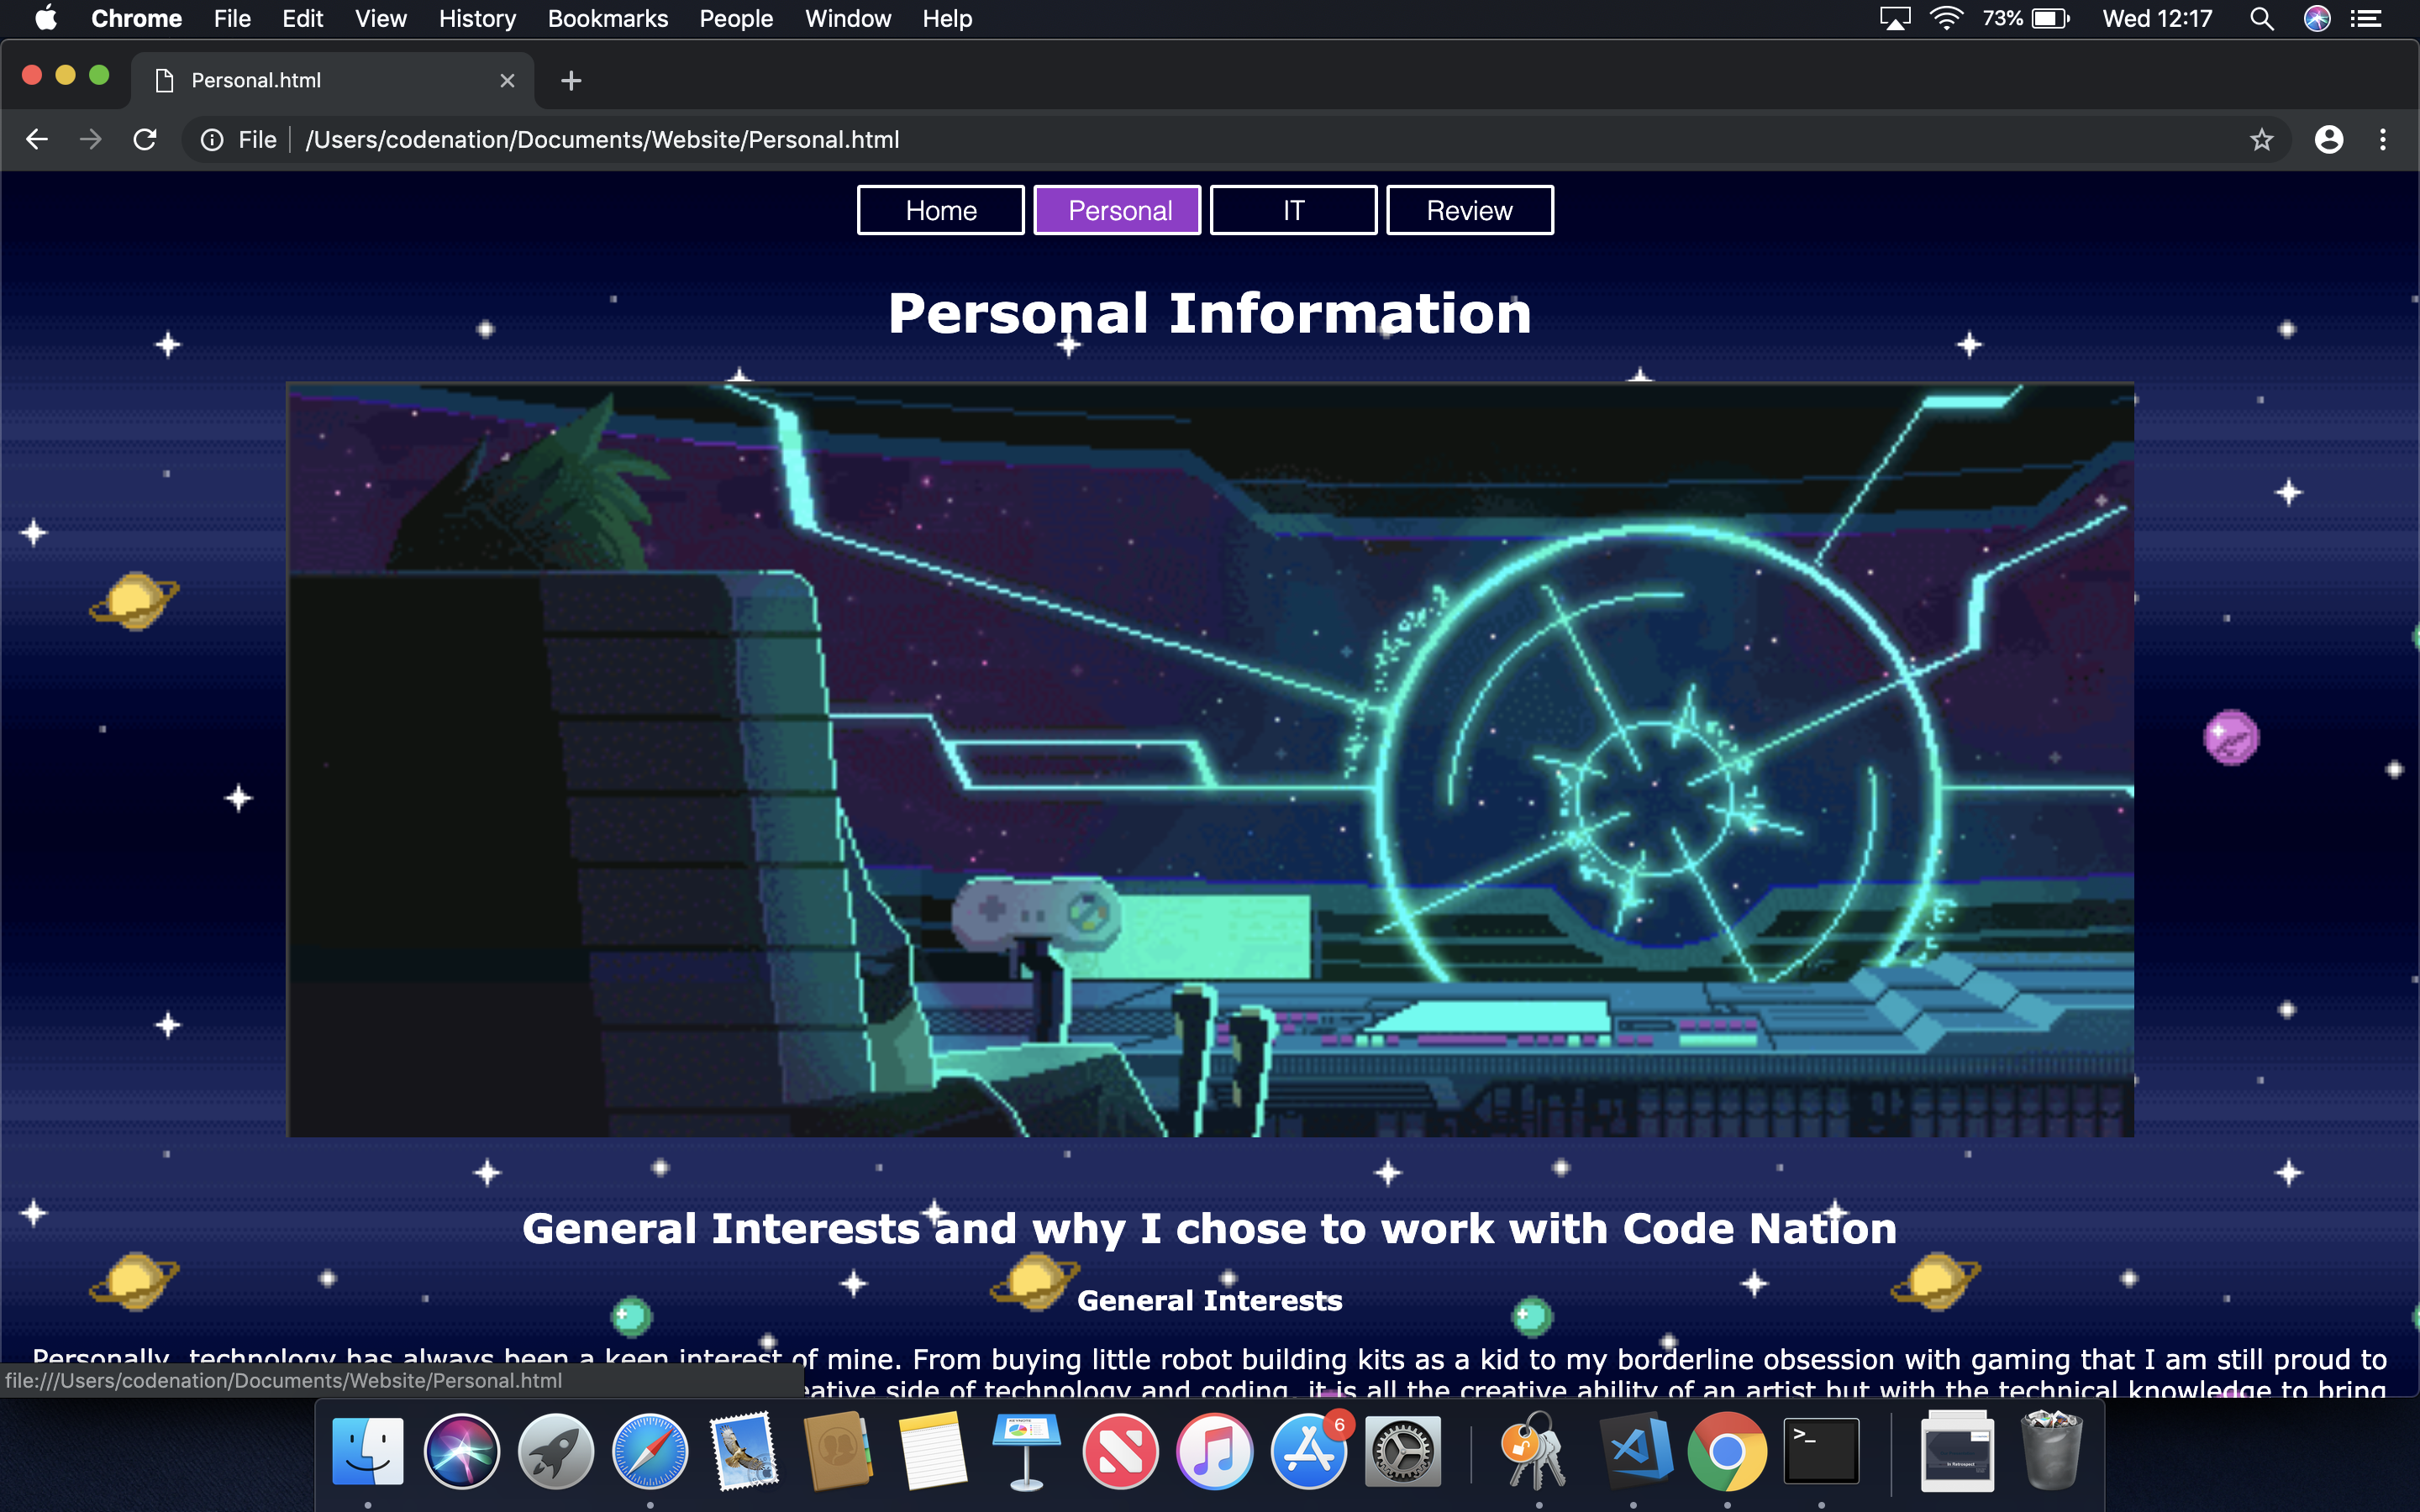 Chrome File Edit View History Bookmarks People Window Help 73% Wed 12:17
Personal.html
File /Users/codenation/Documents/Website/Personal.html
Home Personal IT Review
Personal Information
General Interests and why I chose to work with Code Nation
General Interests
Personally, technology has always been a keen interest of mine. From buying little robot building kits as a kid to my borderline obsession with gaming that I am still proud to
eative side of technology and coding, it is all the creative ability of an artist but with the technical knowledge to bring
file:///Users/codenation/Documents/Website/Personal.html
6
>_